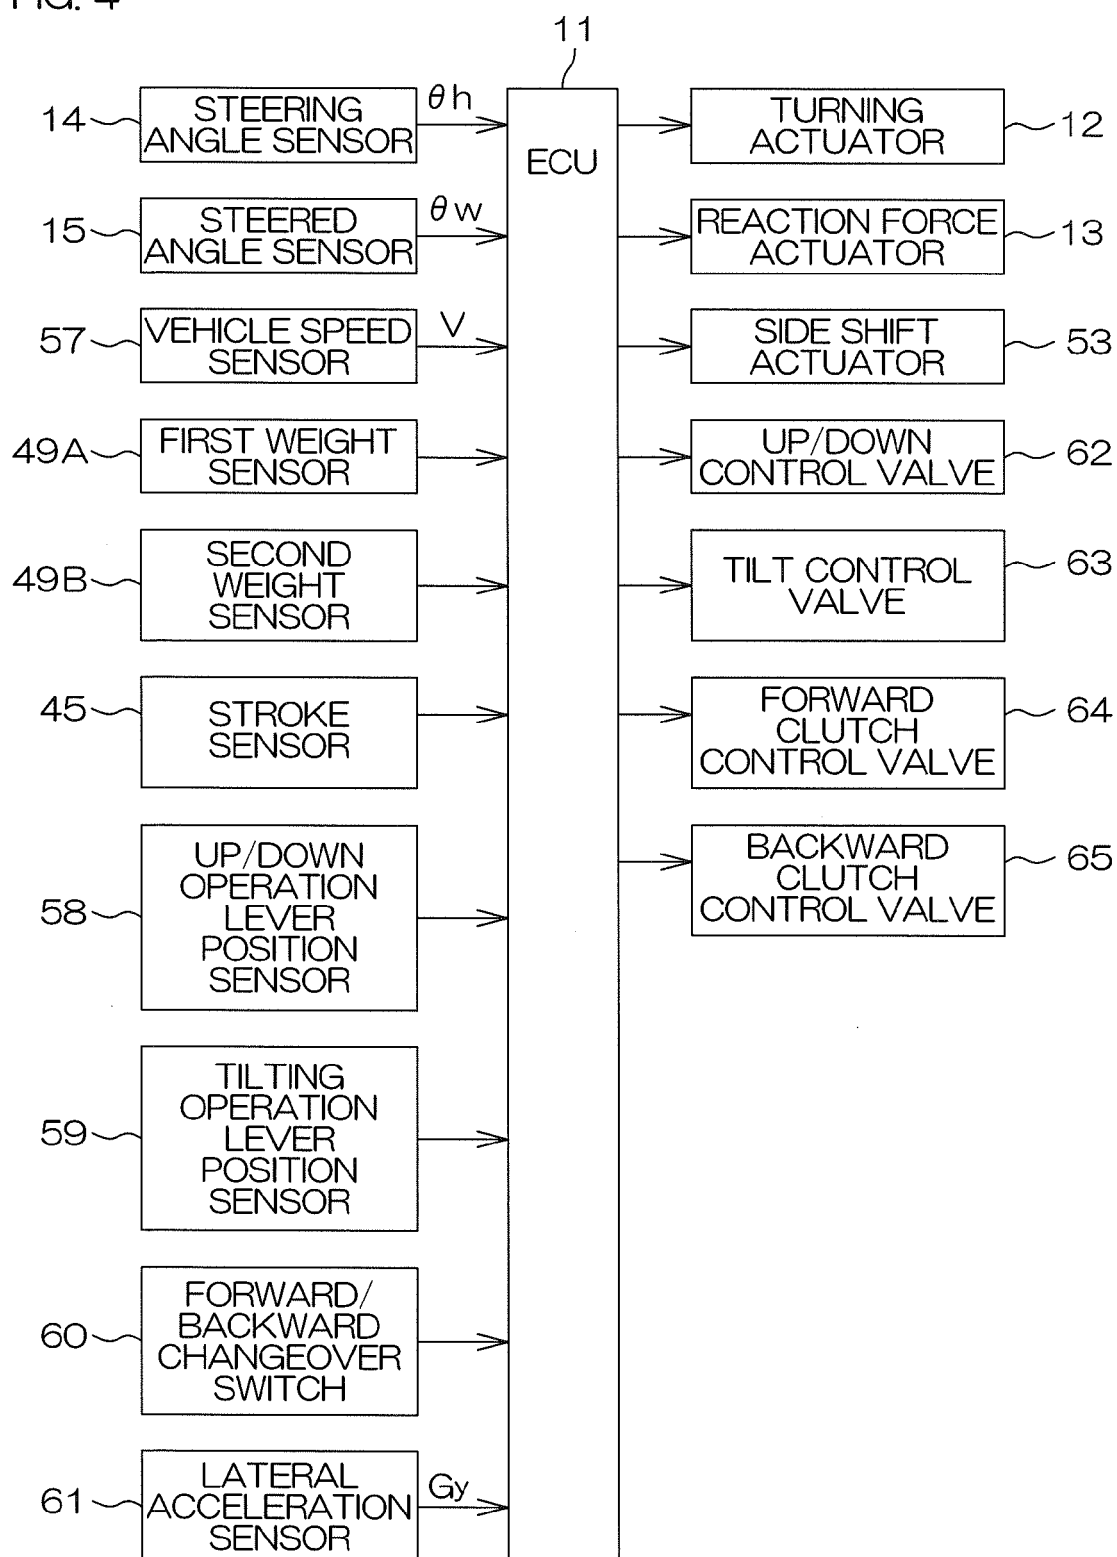 FIG. 4
11
ECU
14
STEERING
ANGLE SENSOR
θh
15
STEERED
ANGLE SENSOR
θw
57
VEHICLE SPEED
SENSOR
V
49A
FIRST WEIGHT
SENSOR
49B
SECOND
WEIGHT
SENSOR
45
STROKE
SENSOR
58
UP/DOWN
OPERATION
LEVER
POSITION
SENSOR
59
TILTING
OPERATION
LEVER
POSITION
SENSOR
60
FORWARD/
BACKWARD
CHANGEOVER
SWITCH
61
LATERAL
ACCELERATION
SENSOR
Gy
TURNING
ACTUATOR
12
REACTION FORCE
ACTUATOR
13
SIDE SHIFT
ACTUATOR
53
UP/DOWN
CONTROL VALVE
62
TILT CONTROL
VALVE
63
FORWARD
CLUTCH
CONTROL VALVE
64
BACKWARD
CLUTCH
CONTROL VALVE
65